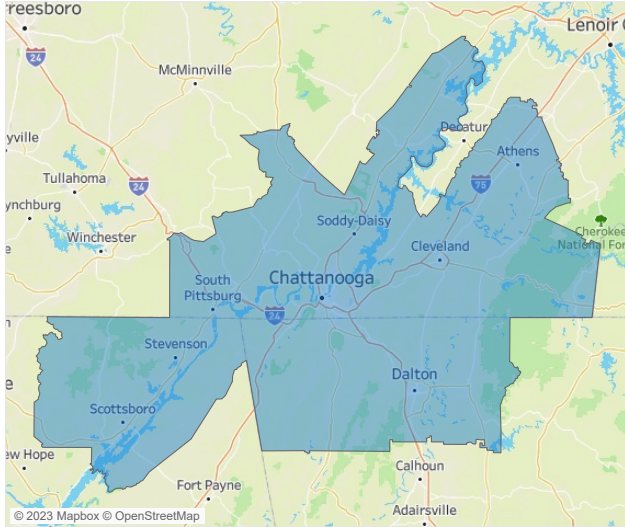 reesboro
Lenoir C
24
McMinnville
yville
Decatur
Athens
Tullahoma
24
75
ynchburg
Soddy-Daisy
Cherokee
National Fore
Winchester
Cleveland
e
South
Pittsburg
Chattanooga
24
n
Stevenson
Dalton
e
Scottsboro
ew Hope
Calhoun
Fort Payne
Adairsville
© 2023 Mapbox © OpenStreetMap